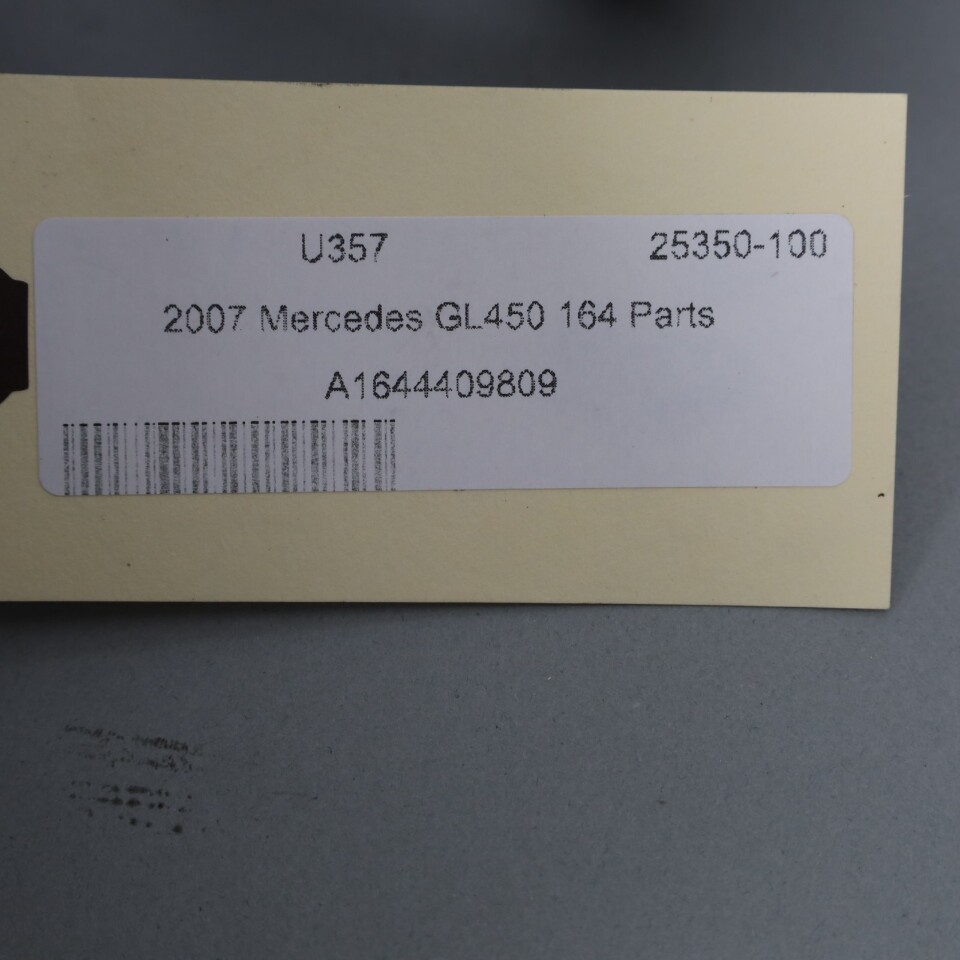 U357 25350-100
2007 Mercedes GL450 164 Parts
A1644409809